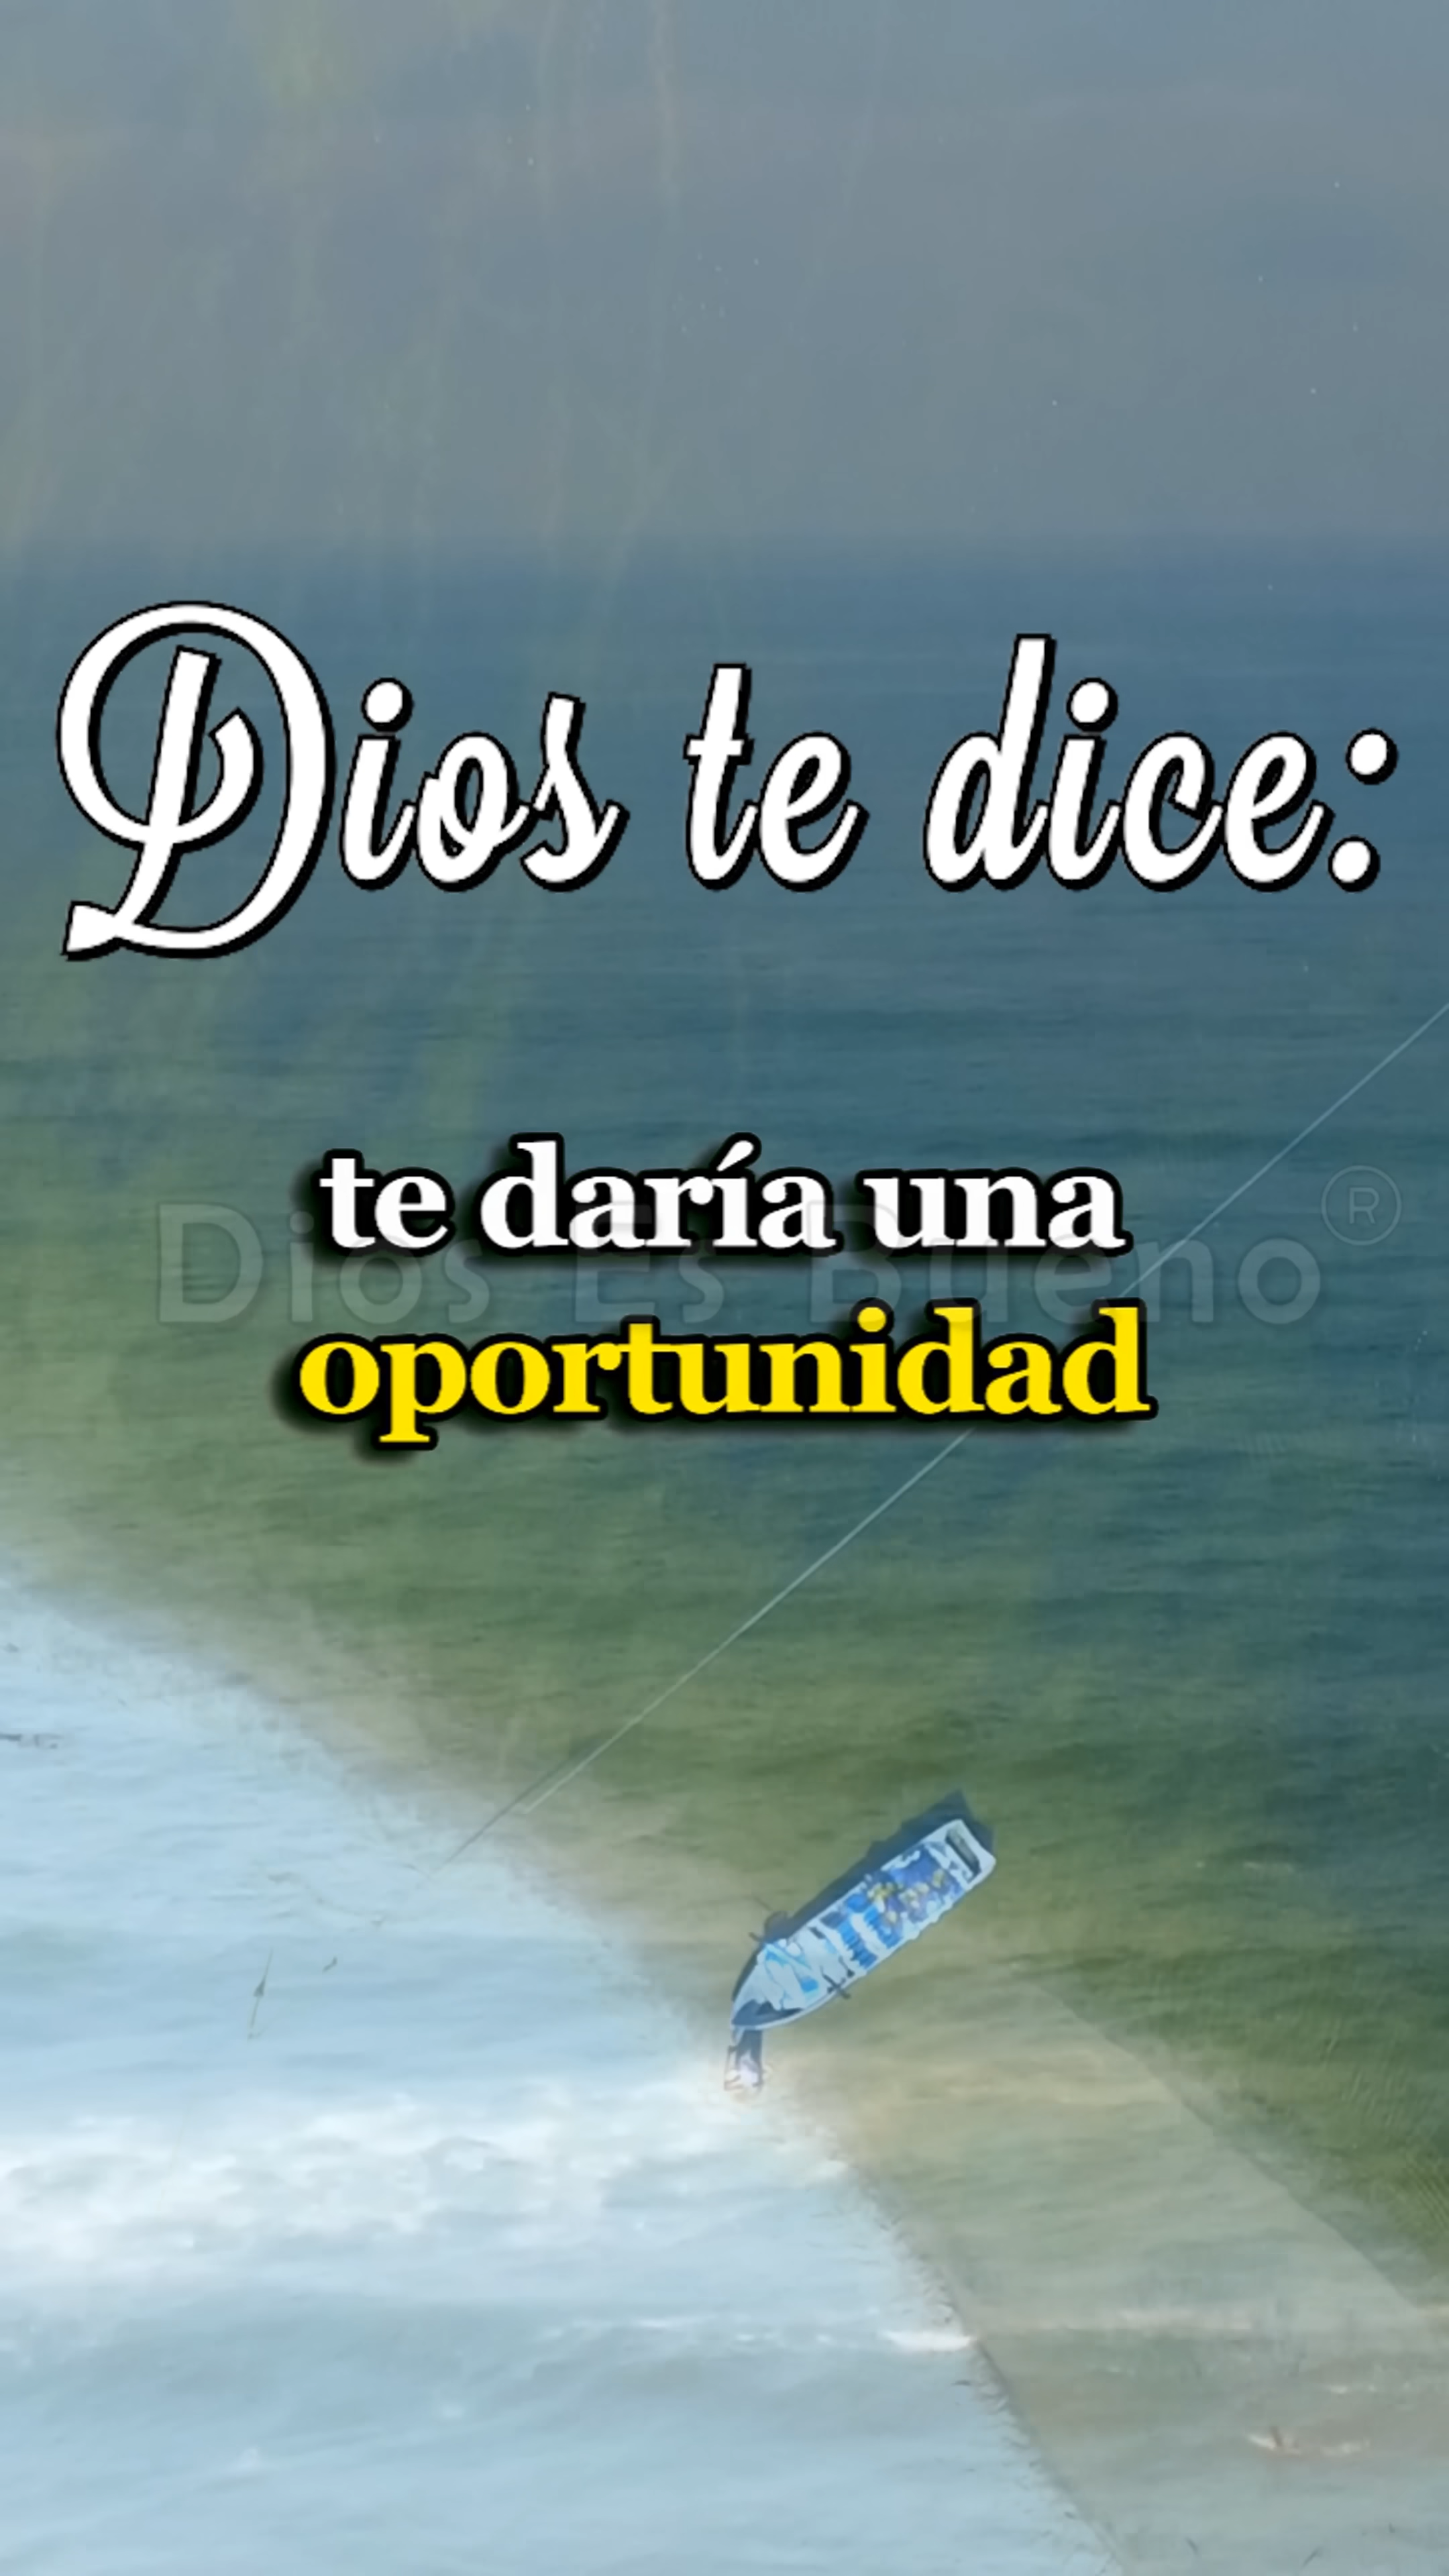 Dios te dice:
te daría una
Dios Es Bueno ®
oportunidad